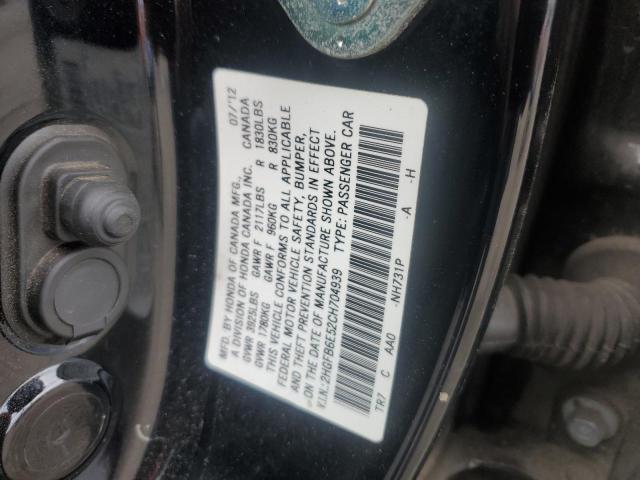 MFD. BY HONDA OF CANADA MFG., 07/'12
A DIVISION OF HONDA CANADA INC. CANADA
GVWR 3925LBS GAWR F 2117LBS R 1830LBS
GVWR 1780KG GAWR F 960KG R 830KG
THIS VEHICLE CONFORMS TO ALL APPLICABLE
FEDERAL MOTOR VEHICLE SAFETY, BUMPER,
AND THEFT PREVENTION STANDARDS IN EFFECT
ON THE DATE OF MANUFACTURE SHOWN ABOVE.
V.I.N.:2HGFB6E52CH704939 TYPE: PASSENGER CAR
TR7 C AA0 -NH731P -A -H